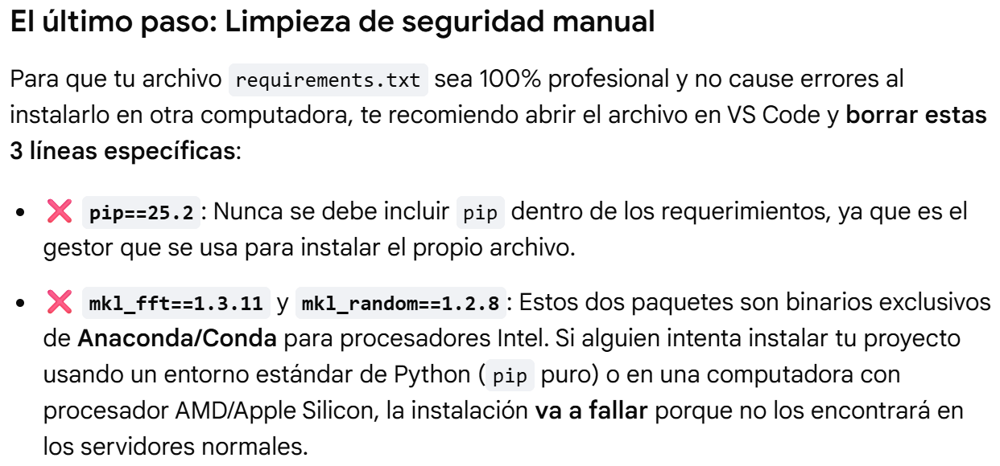 El último paso: Limpieza de seguridad manual
Para que tu archivo requirements.txt sea 100% profesional y no cause errores al
instalarlo en otra computadora, te recomiendo abrir el archivo en VS Code y borrar estas
3 líneas específicas:
• ❌ pip==25.2: Nunca se debe incluir pip dentro de los requerimientos, ya que es el
gestor que se usa para instalar el propio archivo.
• ❌ mkl_fft==1.3.11 y mkl_random==1.2.8: Estos dos paquetes son binarios exclusivos
de Anaconda/Conda para procesadores Intel. Si alguien intenta instalar tu proyecto
usando un entorno estándar de Python (pip puro) o en una computadora con
procesador AMD/Apple Silicon, la instalación va a fallar porque no los encontrará en
los servidores normales.